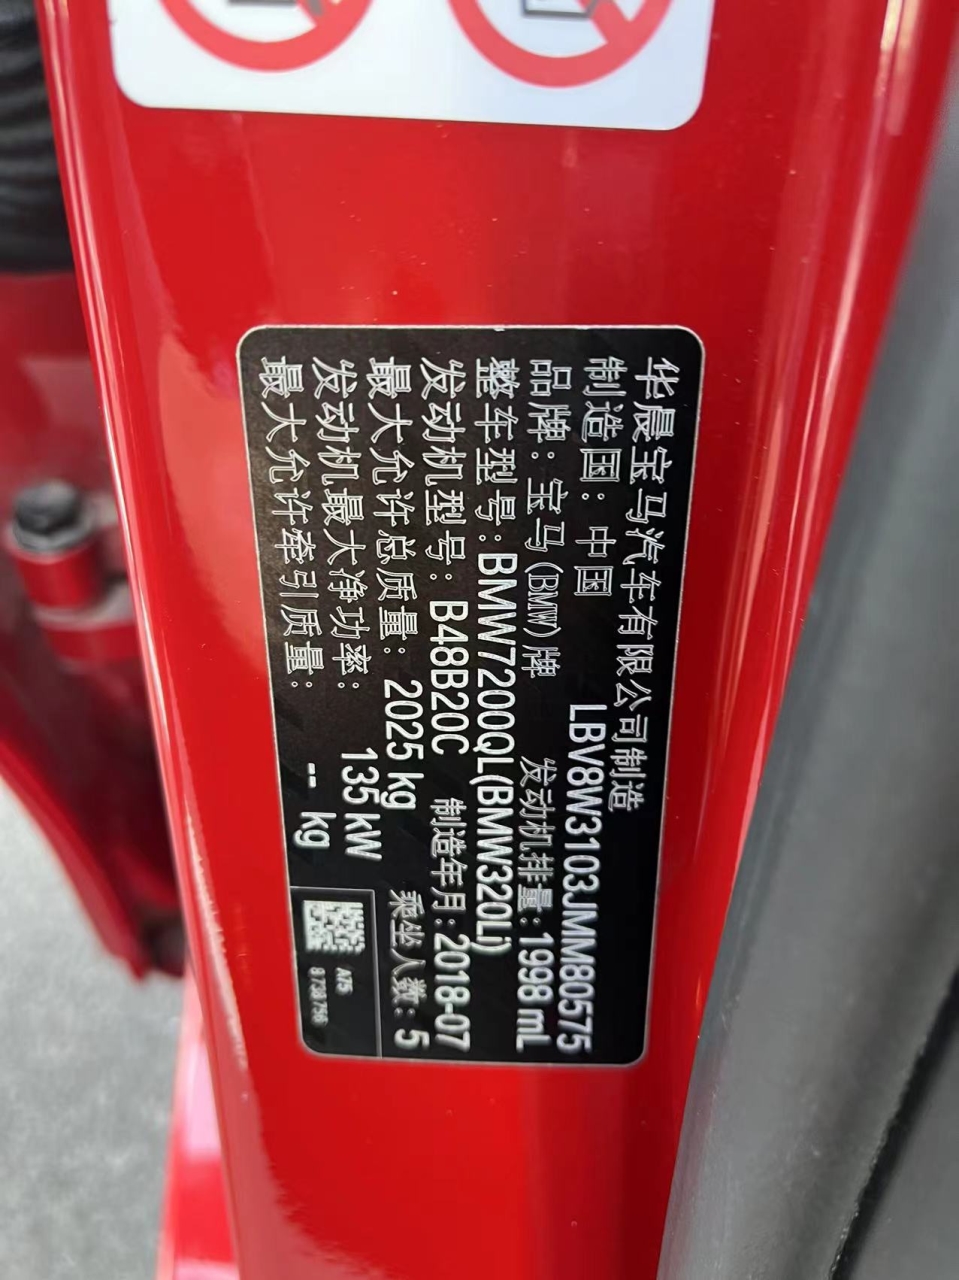 华晨宝马汽车有限公司制造
制造国：中国 LBV8W3103JMM80575
品牌：宝马(BMW)牌 发动机排量：1998 mL
整车型号：BMW7200QL(BMW320Li)
发动机型号：B48B20C 制造年月：2018-07
最大允许总质量：2025 kg 乘坐人数：5
发动机最大净功率：135 kW
最大允许牵引质量：-- kg
A75